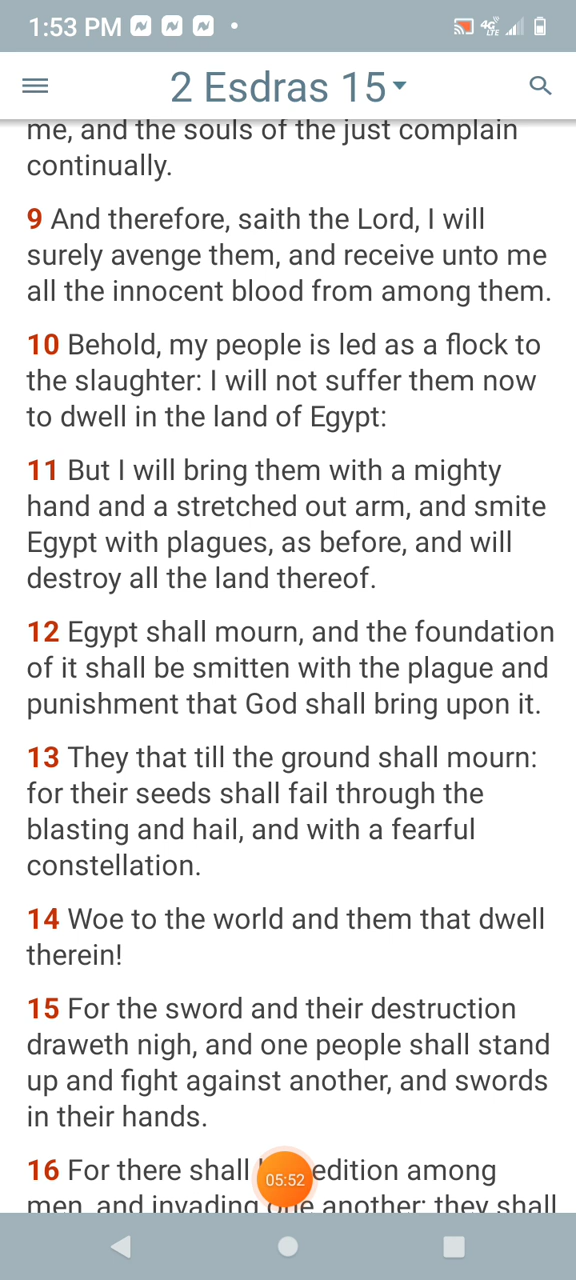 1:53 PM
4G
LTE
2 Esdras 15
me, and the souls of the just complain
continually.
9 And therefore, saith the Lord, I will
surely avenge them, and receive unto me
all the innocent blood from among them.
10 Behold, my people is led as a flock to
the slaughter: I will not suffer them now
to dwell in the land of Egypt:
11 But I will bring them with a mighty
hand and a stretched out arm, and smite
Egypt with plagues, as before, and will
destroy all the land thereof.
12 Egypt shall mourn, and the foundation
of it shall be smitten with the plague and
punishment that God shall bring upon it.
13 They that till the ground shall mourn:
for their seeds shall fail through the
blasting and hail, and with a fearful
constellation.
14 Woe to the world and them that dwell
therein!
15 For the sword and their destruction
draweth nigh, and one people shall stand
up and fight against another, and swords
in their hands.
16 For there shall edition among
05:52
men, and invading one another; they shall